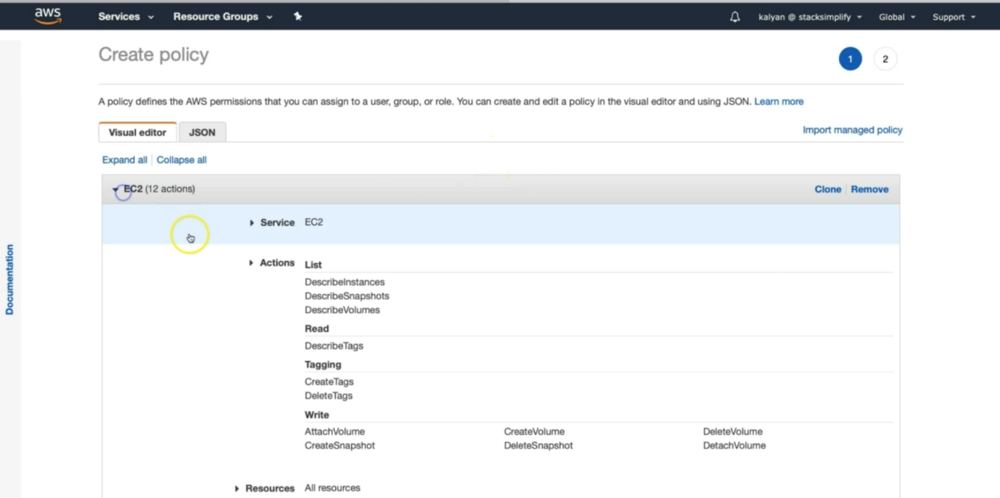 aws Services Resource Groups kalyan @ stacksimplify Global Support
Create policy
1 2
A policy defines the AWS permissions that you can assign to a user, group, or role. You can create and edit a policy in the visual editor and using JSON. Learn more
Visual editor JSON Import managed policy
Expand all Collapse all
EC2 (12 actions) Clone Remove
Service EC2
Actions List
DescribeInstances
DescribeSnapshots
DescribeVolumes
Read
DescribeTags
Tagging
CreateTags
DeleteTags
Write
AttachVolume CreateVolume DeleteVolume
CreateSnapshot DeleteSnapshot DetachVolume
Resources All resources
Documentation